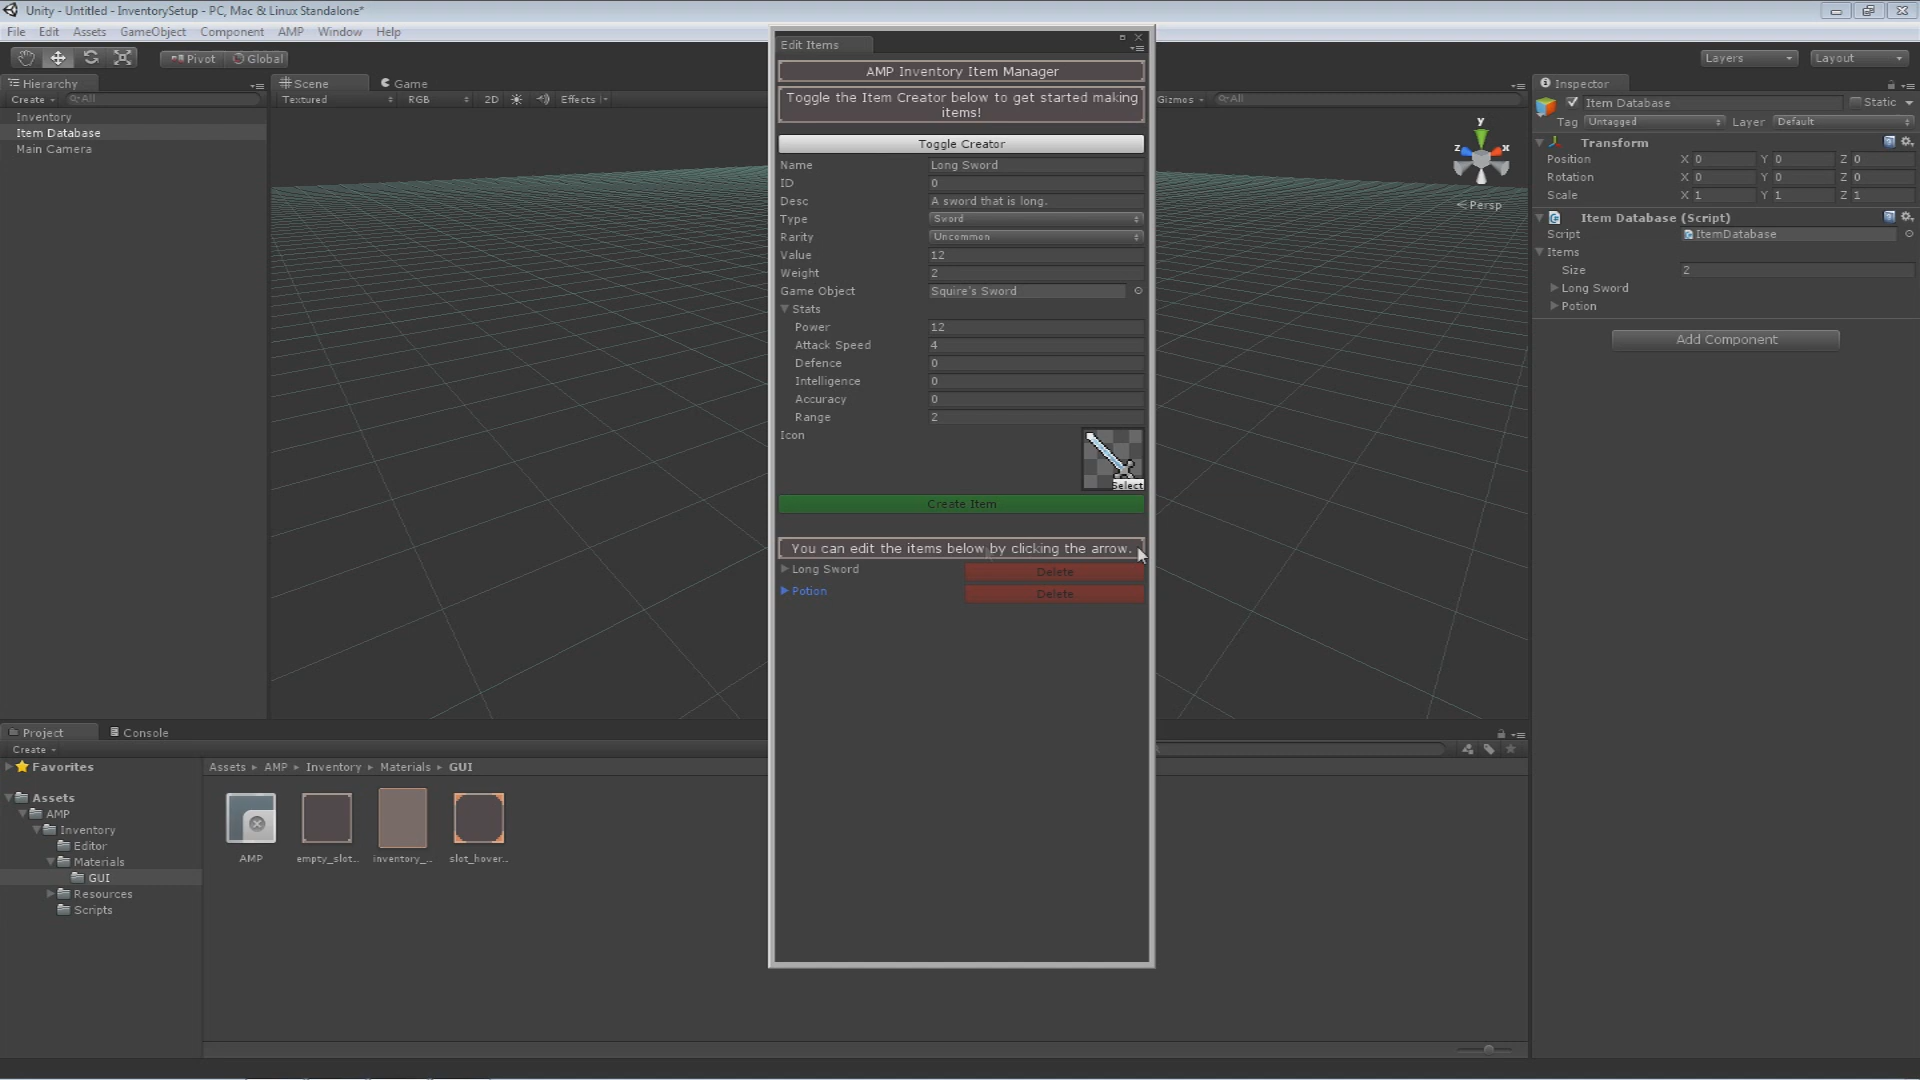 Unity - Untitled - InventorySetup - PC, Mac & Linux Standalone*
File Edit Assets GameObject Component AMP Window Help
Pivot Global
Layers Layout
Hierarchy
Create All
Inventory
Item Database
Main Camera
Scene Game
Textured RGB 2D Effects Gizmos All
y
z x
Persp
Edit Items
AMP Inventory Item Manager
Toggle the Item Creator below to get started making
items!
Toggle Creator
Name Long Sword
ID 0
Desc A sword that is long.
Type Sword
Rarity Uncommon
Value 12
Weight 2
Game Object Squire's Sword
Stats
Power 12
Attack Speed 4
Defence 0
Intelligence 0
Accuracy 0
Range 2
Icon
Select
Create Item
You can edit the items below by clicking the arrow.
Long Sword Delete
Potion Delete
Inspector
Item Database Static
Tag Untagged Layer Default
Transform
Position X 0 Y 0 Z 0
Rotation X 0 Y 0 Z 0
Scale X 1 Y 1 Z 1
Item Database (Script)
Script ItemDatabase
Items
Size 2
Long Sword
Potion
Add Component
Project Console
Create
Favorites
Assets
AMP
Inventory
Editor
Materials
GUI
Resources
Scripts
Assets AMP Inventory Materials GUI
AMP empty_slot... inventory_... slot_hover...